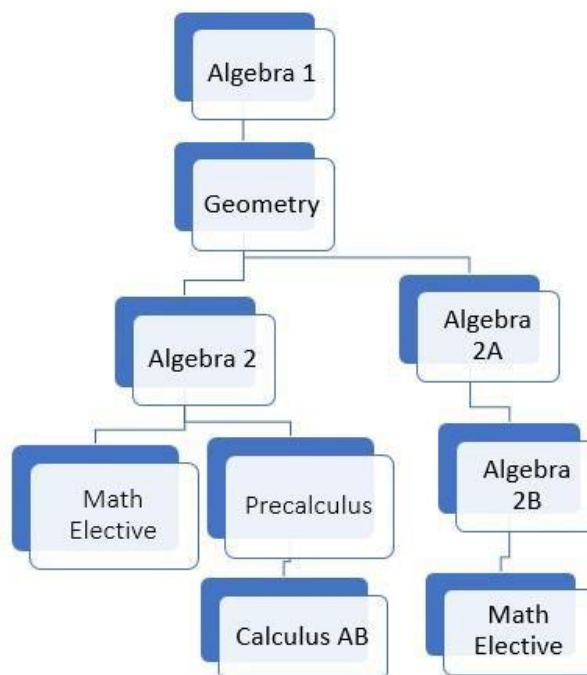 Algebra 1
Geometry
Algebra 2
Algebra
2A
Math
Elective
Precalculus
Algebra
2B
Calculus AB
Math
Elective